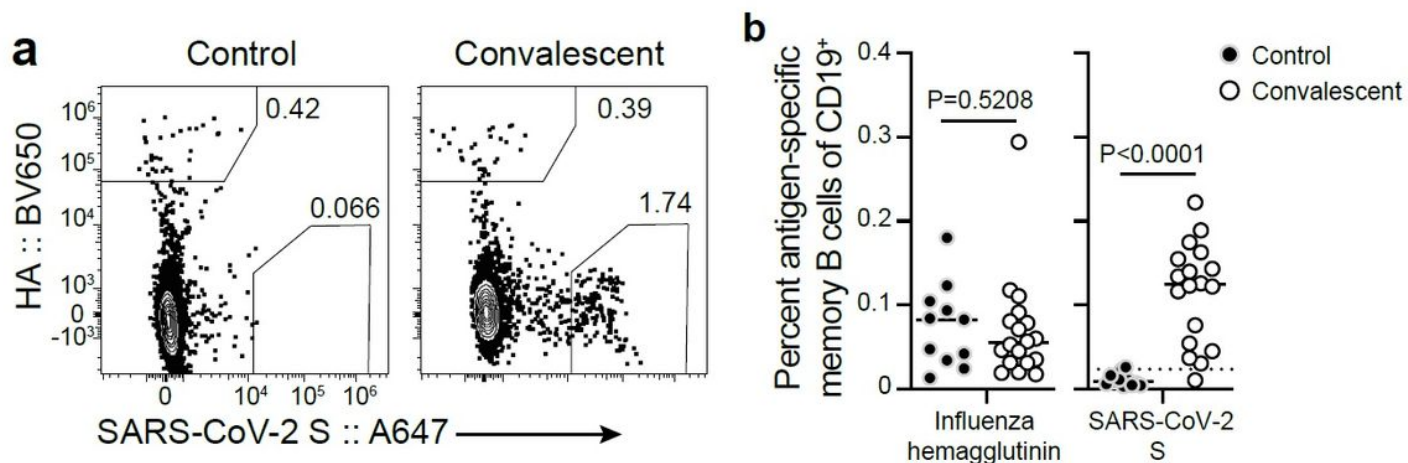 a
Control
Convalescent
HA :: BV650
10⁶
10⁵
10⁴
10³
0
-10³
0.42
0.066
0.39
1.74
0
10⁴
10⁵
10⁶
SARS-CoV-2 S :: A647
b
Percent antigen-specific
memory B cells of CD19⁺
0.4
0.3
0.2
0.1
0
P=0.5208
P<0.0001
Control
Convalescent
Influenza
hemagglutinin
SARS-CoV-2
S